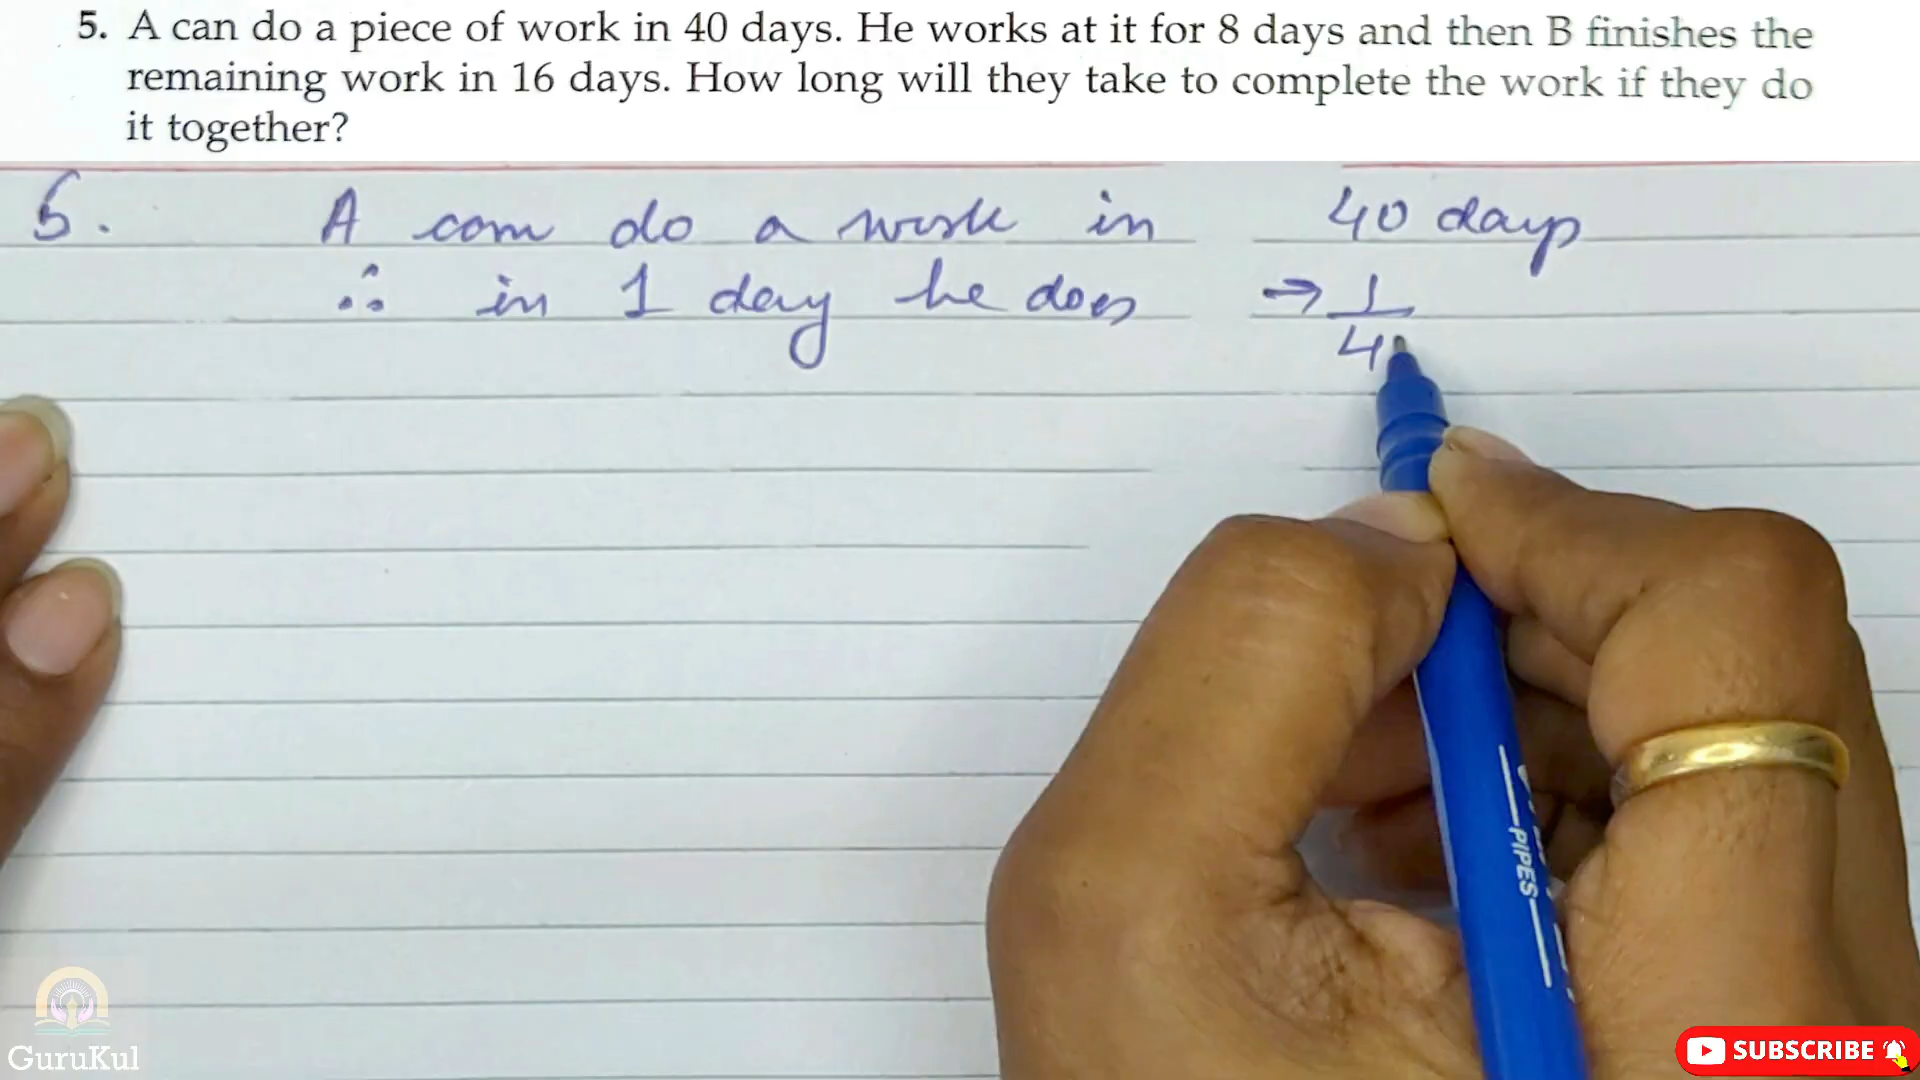 5. A can do a piece of work in 40 days. He works at it for 8 days and then B finishes the
remaining work in 16 days. How long will they take to complete the work if they do
it together?
5. A can do a work in 40 days
∴ in 1 day he does → 1/4
PIPES
GuruKul
SUBSCRIBE